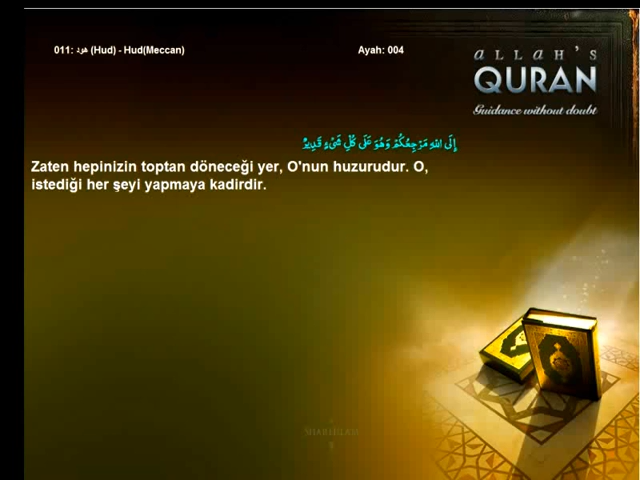 011: هود (Hud) - Hud(Meccan)
Ayah: 004
ALLAH'S
QURAN
Guidance without doubt
إِلَى اللَّهِ مَرْجِعُكُمْ وَهُوَ عَلَى كُلِّ شَيْءٍ قَدِيرٌ
Zaten hepinizin toptan döneceği yer, O'nun huzurudur. O,
istediği her şeyi yapmaya kadirdir.